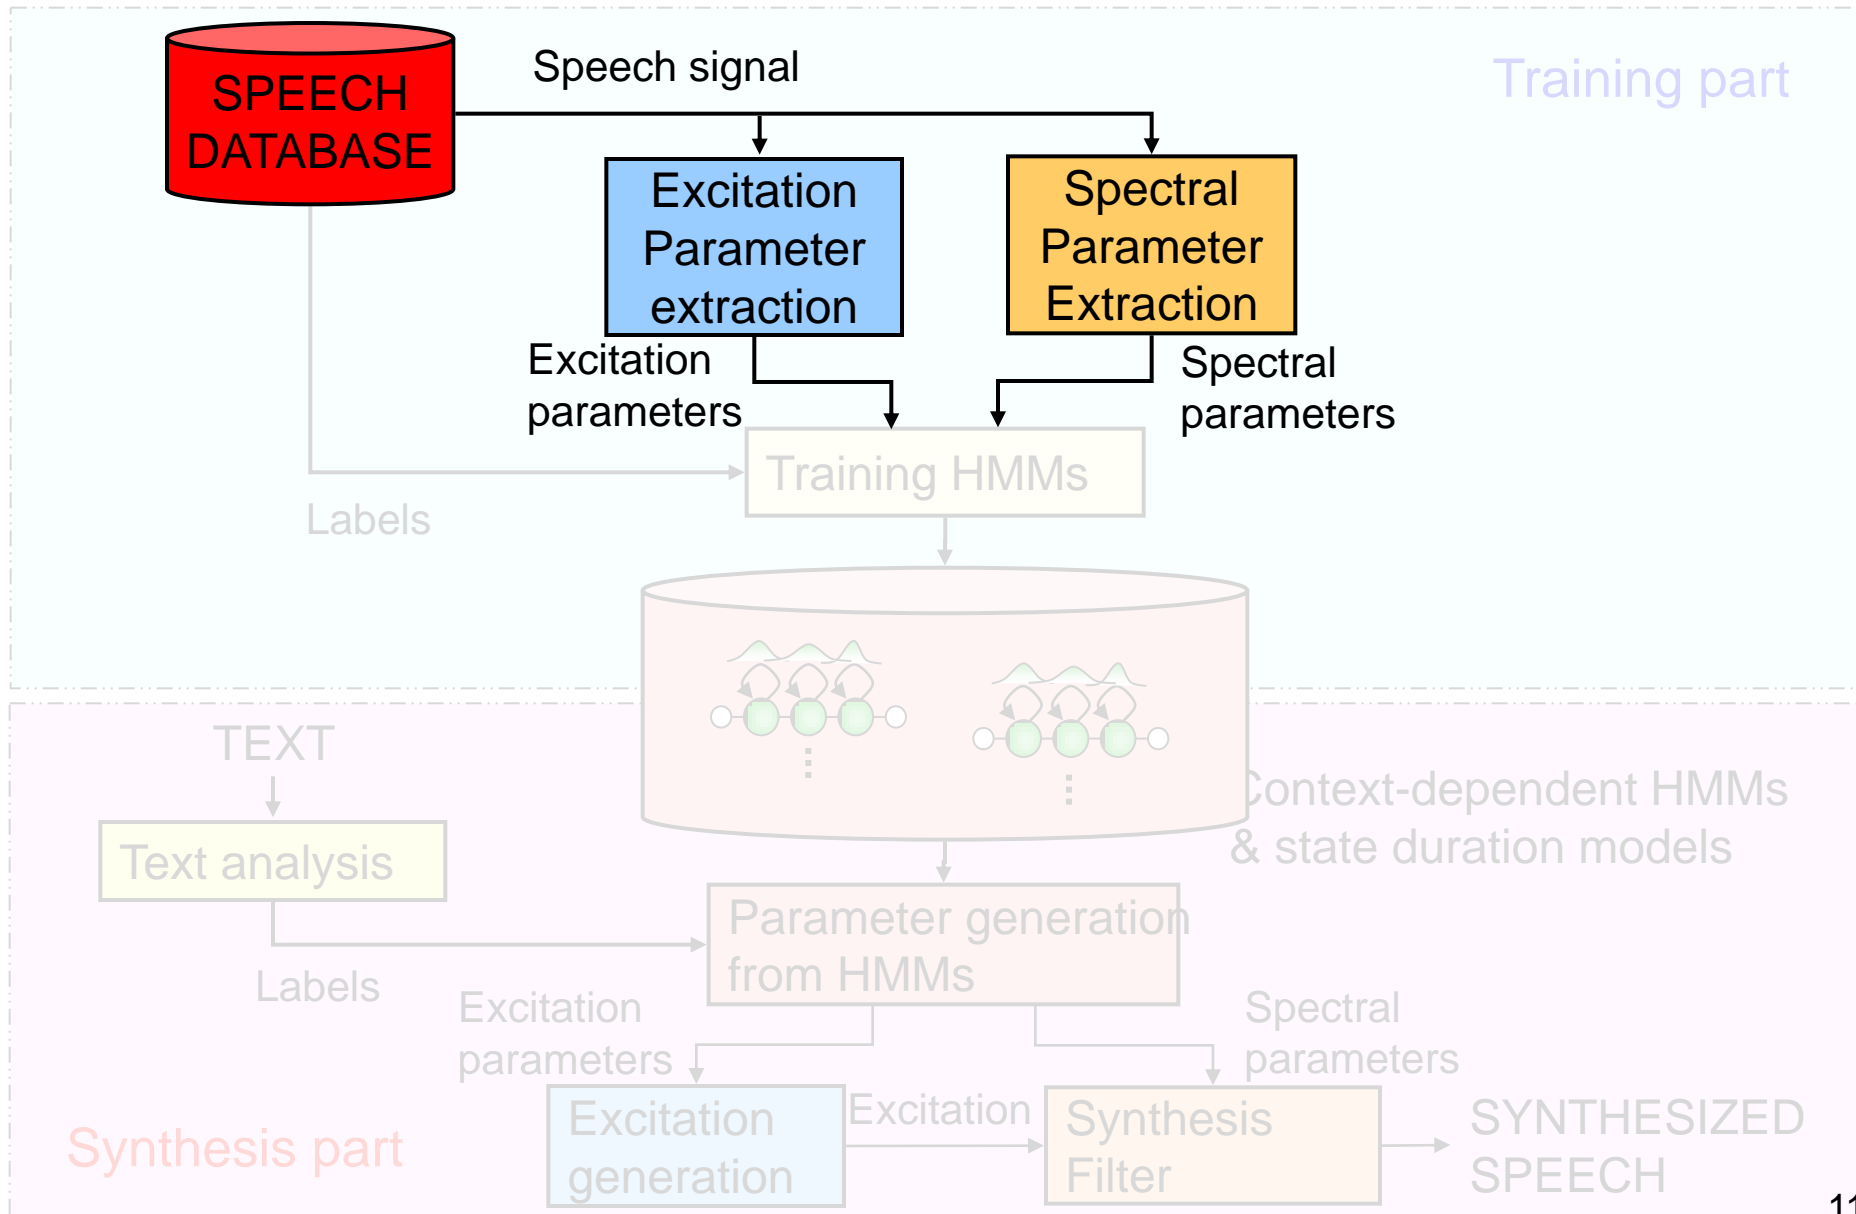 Speech signal
Training part
SPEECH
DATABASE
Excitation
Parameter
extraction
Spectral
Parameter
Extraction
Excitation
parameters
Spectral
parameters
Training HMMs
Labels
TEXT
Context-dependent HMMs
& state duration models
Text analysis
Parameter generation
from HMMs
Labels
Excitation
parameters
Spectral
parameters
Excitation
generation
Excitation
Synthesis
Filter
SYNTHESIZED
SPEECH
Synthesis part
11